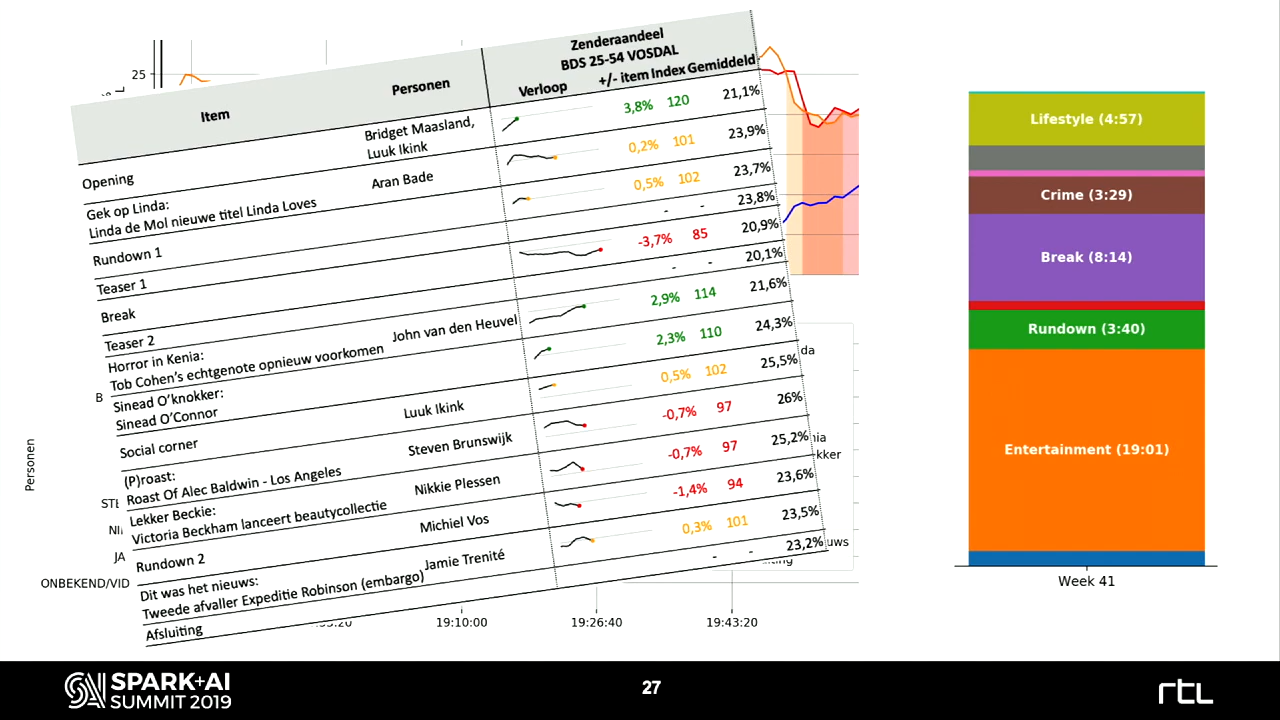 25
Item
Personen
Zenderaandeel
BDS 25-54 VOSDAL
Verloop
+/- item Index Gemiddeld
Opening
Bridget Maasland,
Luuk Ikink
3,8% 120 21,1%
Gek op Linda:
Linda de Mol nieuwe titel Linda Loves
Aran Bade
0,2% 101 23,9%
Rundown 1
0,5% 102 23,7%
Teaser 1
- - 23,8%
Break
-3,7% 85 20,9%
Teaser 2
- - 20,1%
Horror in Kenia:
Tob Cohen's echtgenote opnieuw voorkomen
John van den Heuvel
2,9% 114 21,6%
Sinead O'knokker:
Sinead O'Connor
2,3% 110 24,3%
Social corner
Luuk Ikink
0,5% 102 25,5%
(P)roast:
Roast Of Alec Baldwin - Los Angeles
Steven Brunswijk
-0,7% 97 26%
Lekker Beckie:
Victoria Beckham lanceert beautycollectie
Nikkie Plessen
-0,7% 97 25,2%
Rundown 2
Michiel Vos
-1,4% 94 23,6%
Dit was het nieuws:
Tweede afvaller Expeditie Robinson (embargo)
Jamie Trenité
0,3% 101 23,5%
Afsluiting
- - 23,2%
Personen
B
STE
NI
JA
ONBEKEND/VID
da
nia
kker
uws
19:10:00
19:26:40
19:43:20
Lifestyle (4:57)
Crime (3:29)
Break (8:14)
Rundown (3:40)
Entertainment (19:01)
Week 41
SPARK+AI
SUMMIT 2019
27
rtl